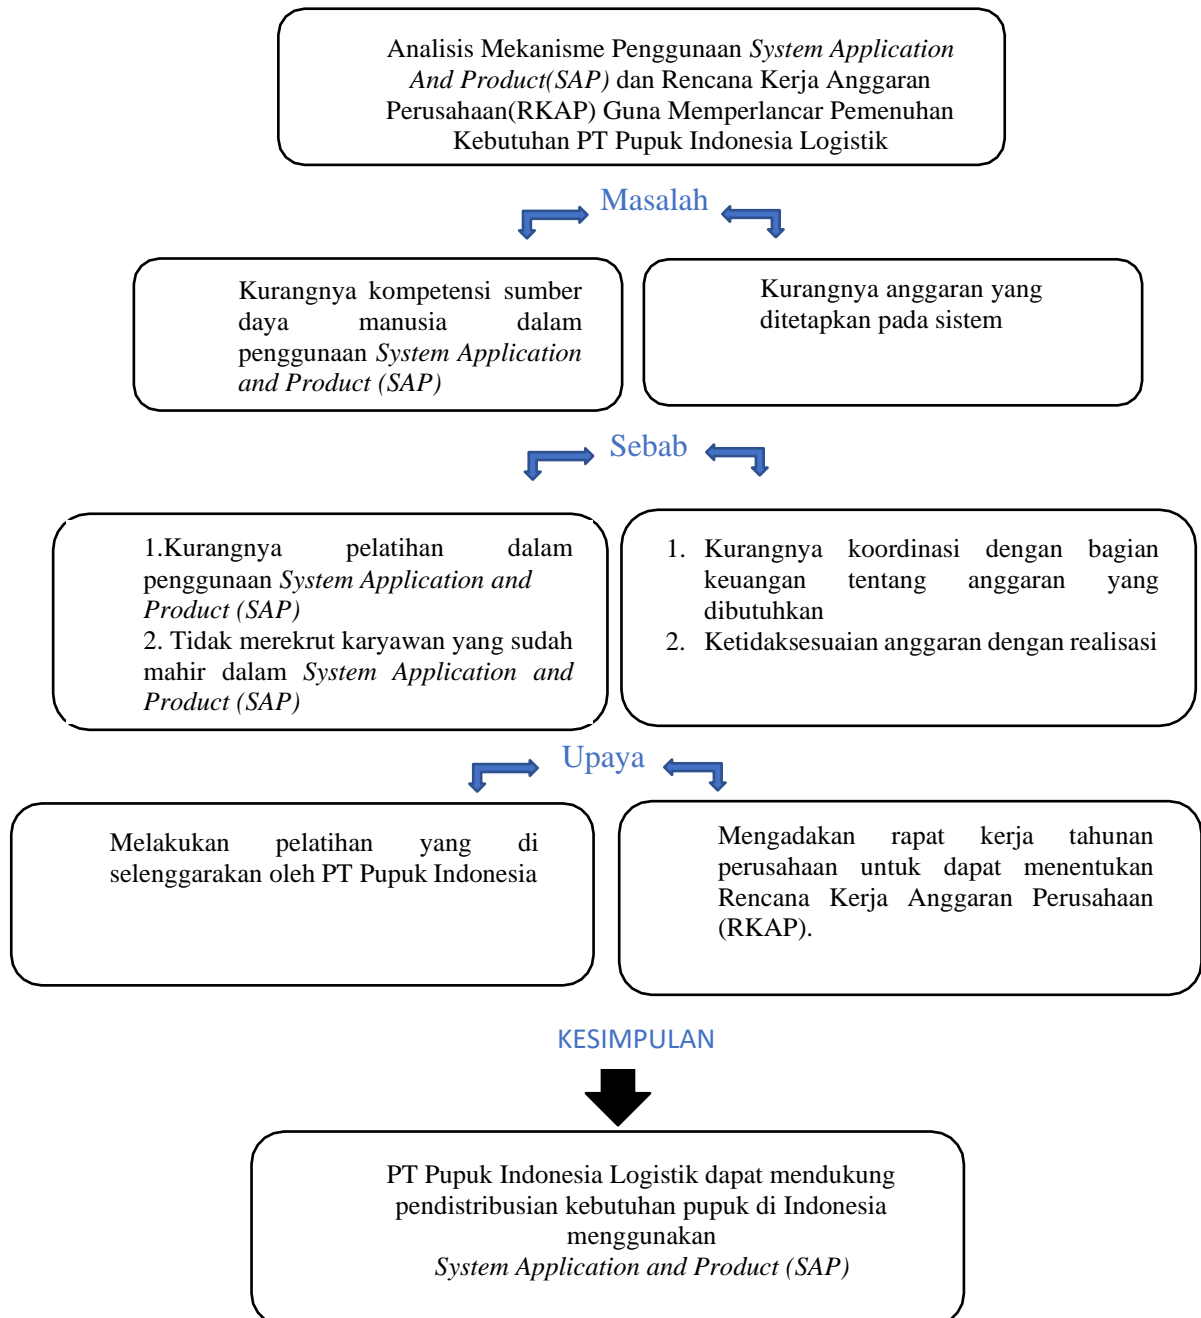 Analisis Mekanisme Penggunaan System Application
And Product(SAP) dan Rencana Kerja Anggaran
Perusahaan(RKAP) Guna Memperlancar Pemenuhan
Kebutuhan PT Pupuk Indonesia Logistik
Masalah
Kurangnya kompetensi sumber
daya manusia dalam
penggunaan System Application
and Product (SAP)
Kurangnya anggaran yang
ditetapkan pada sistem
Sebab
1.Kurangnya pelatihan dalam
penggunaan System Application and
Product (SAP)
2. Tidak merekrut karyawan yang sudah
mahir dalam System Application and
Product (SAP)
1. Kurangnya koordinasi dengan bagian
keuangan tentang anggaran yang
dibutuhkan
2. Ketidaksesuaian anggaran dengan realisasi
Upaya
Melakukan pelatihan yang di
selenggarakan oleh PT Pupuk Indonesia
Mengadakan rapat kerja tahunan
perusahaan untuk dapat menentukan
Rencana Kerja Anggaran Perusahaan
(RKAP).
KESIMPULAN
PT Pupuk Indonesia Logistik dapat mendukung
pendistribusian kebutuhan pupuk di Indonesia
menggunakan
System Application and Product (SAP)